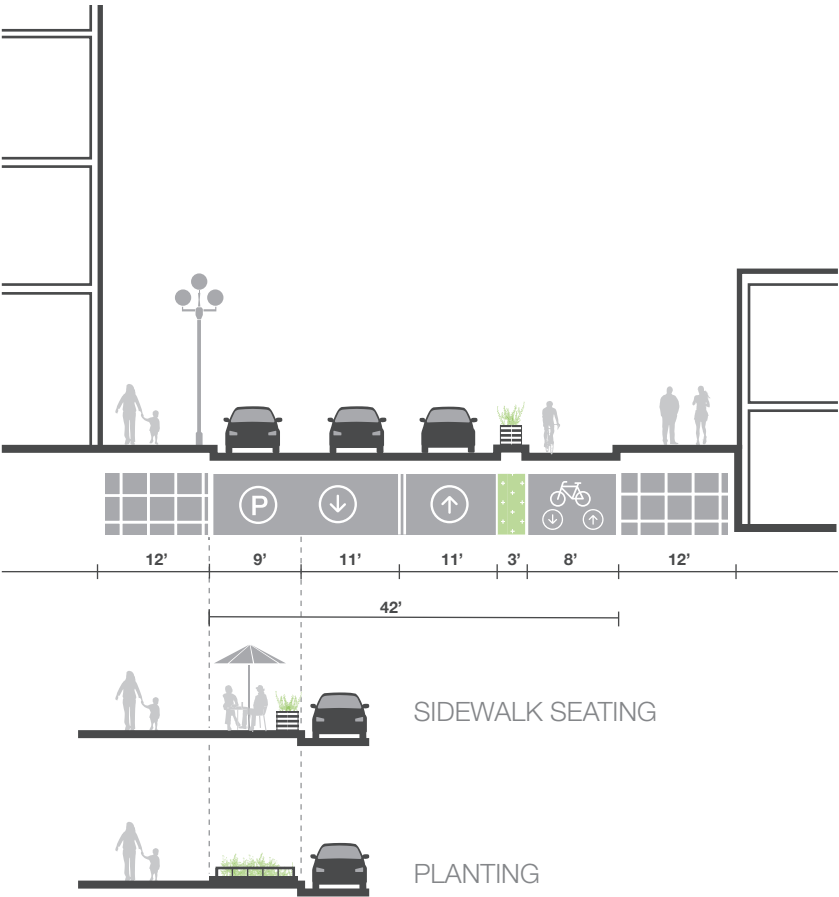 P
12’ 9’ 11’ 11’ 3’ 8’ 12’
42’
SIDEWALK SEATING
PLANTING